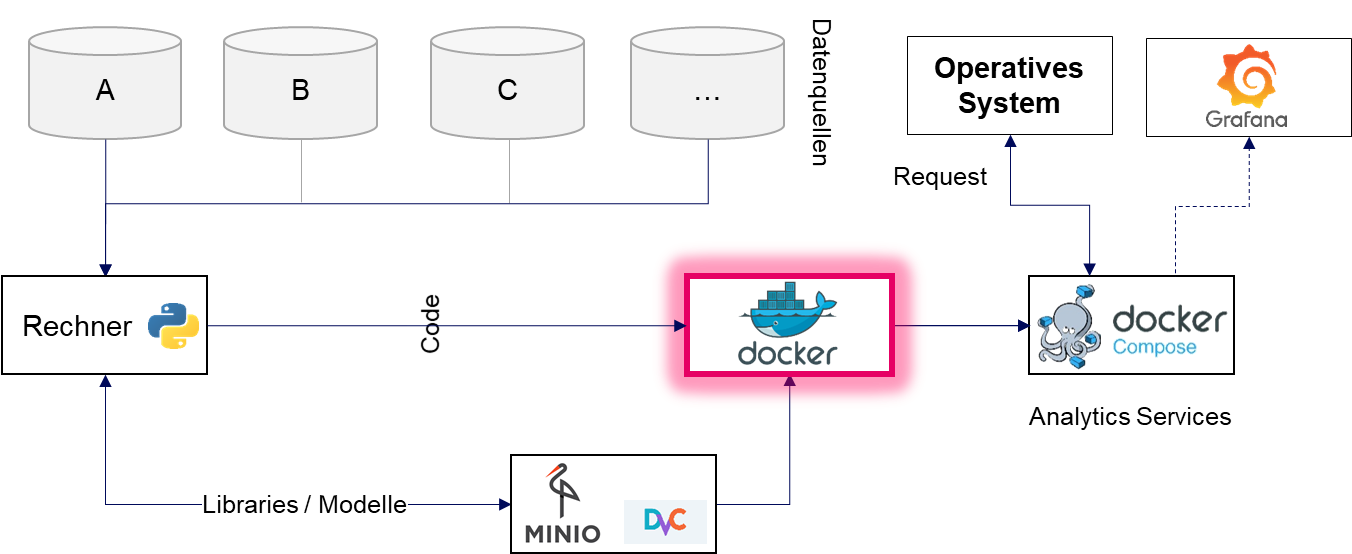 A
B
C
...
Datenquellen
Operatives
System
Grafana
Request
Rechner
Code
docker
docker
Compose
Analytics Services
Libraries / Modelle
MINIO
DVC